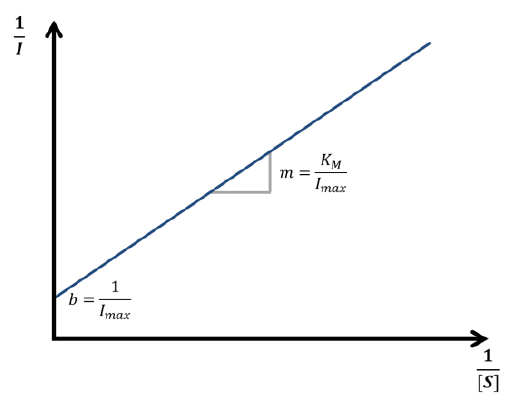 1/I
m = K_M/I_max
b = 1/I_max
1/[S]